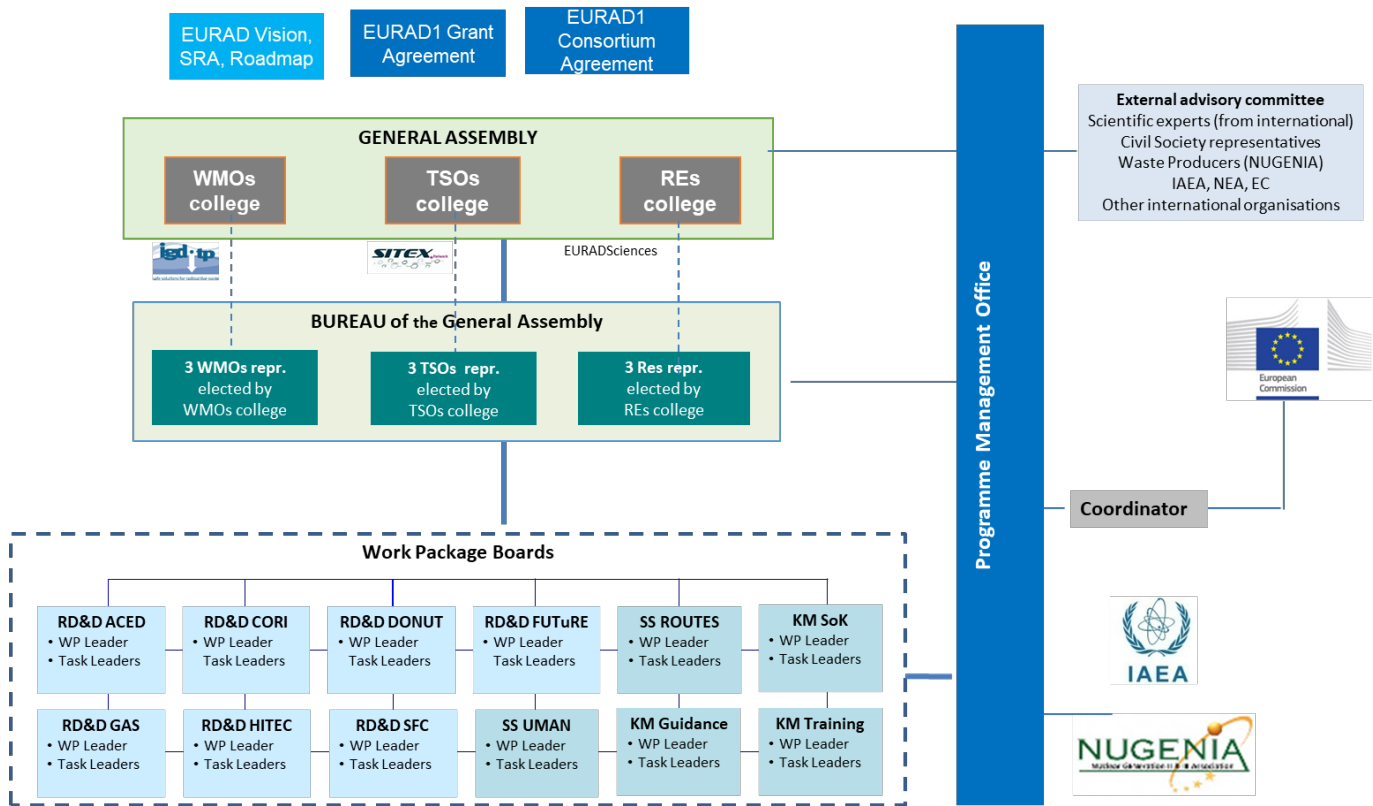 EURAD Vision,
SRA, Roadmap
EURAD1 Grant
Agreement
EURAD1
Consortium
Agreement
External advisory committee
Scientific experts (from international)
Civil Society representatives
Waste Producers (NUGENIA)
IAEA, NEA, EC
Other international organisations
GENERAL ASSEMBLY
WMOs
college
TSOs
college
REs
college
igd·tp
SITEX
EURADSciences
BUREAU of the General Assembly
3 WMOs repr.
elected by
WMOs college
3 TSOs repr.
elected by
TSOs college
3 Res repr.
elected by
REs college
Programme Management Office
European
Commission
Coordinator
Work Package Boards
RD&D ACED
• WP Leader
• Task Leaders
RD&D CORI
• WP Leader
Task Leaders
RD&D DONUT
• WP Leader
Task Leaders
RD&D FUTuRE
• WP Leader
Task Leaders
SS ROUTES
• WP Leader
• Task Leaders
KM SoK
• WP Leader
• Task Leaders
RD&D GAS
• WP Leader
• Task Leaders
RD&D HITEC
• WP Leader
• Task Leaders
RD&D SFC
• WP Leader
• Task Leaders
SS UMAN
• WP Leader
• Task Leaders
KM Guidance
• WP Leader
• Task Leaders
KM Training
• WP Leader
• Task Leaders
IAEA
NUGENIA